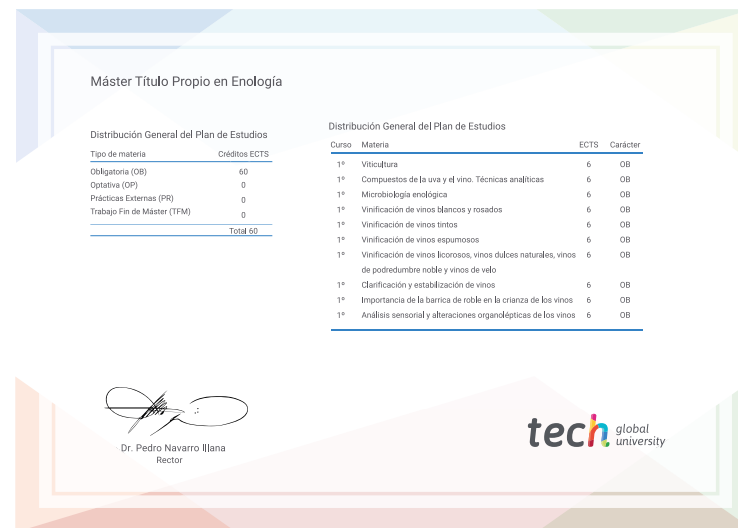 Máster Título Propio en Enología
Distribución General del Plan de Estudios
Tipo de materia Créditos ECTS
Obligatoria (OB) 60
Optativa (OP) 0
Prácticas Externas (PR) 0
Trabajo Fin de Máster (TFM) 0
Total 60
Distribución General del Plan de Estudios
Curso Materia ECTS Carácter
1º Viticultura 6 OB
1º Compuestos de la uva y el vino. Técnicas analíticas 6 OB
1º Microbiología enológica 6 OB
1º Vinificación de vinos blancos y rosados 6 OB
1º Vinificación de vinos tintos 6 OB
1º Vinificación de vinos espumosos 6 OB
1º Vinificación de vinos licorosos, vinos dulces naturales, vinos 6 OB
de podredumbre noble y vinos de velo
1º Clarificación y estabilización de vinos 6 OB
1º Importancia de la barrica de roble en la crianza de los vinos 6 OB
1º Análisis sensorial y alteraciones organolépticas de los vinos 6 OB
Dr. Pedro Navarro Illana
Rector
tech global
university